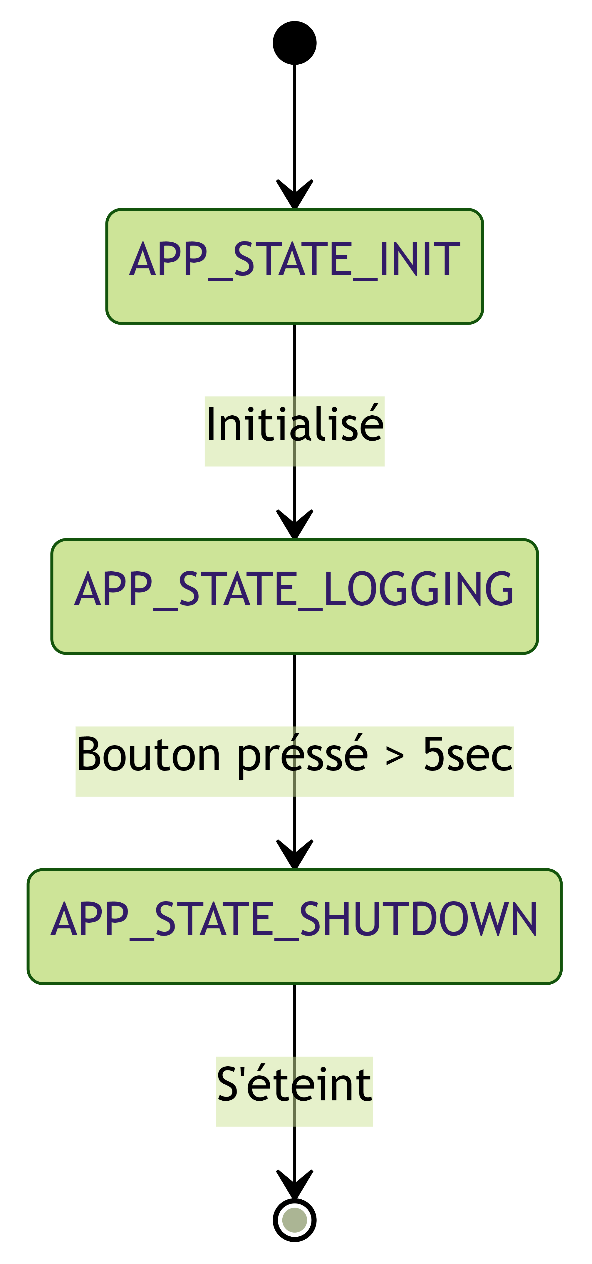 APP_STATE_INIT
Initialisé
APP_STATE_LOGGING
Bouton préssé > 5sec
APP_STATE_SHUTDOWN
S'éteint